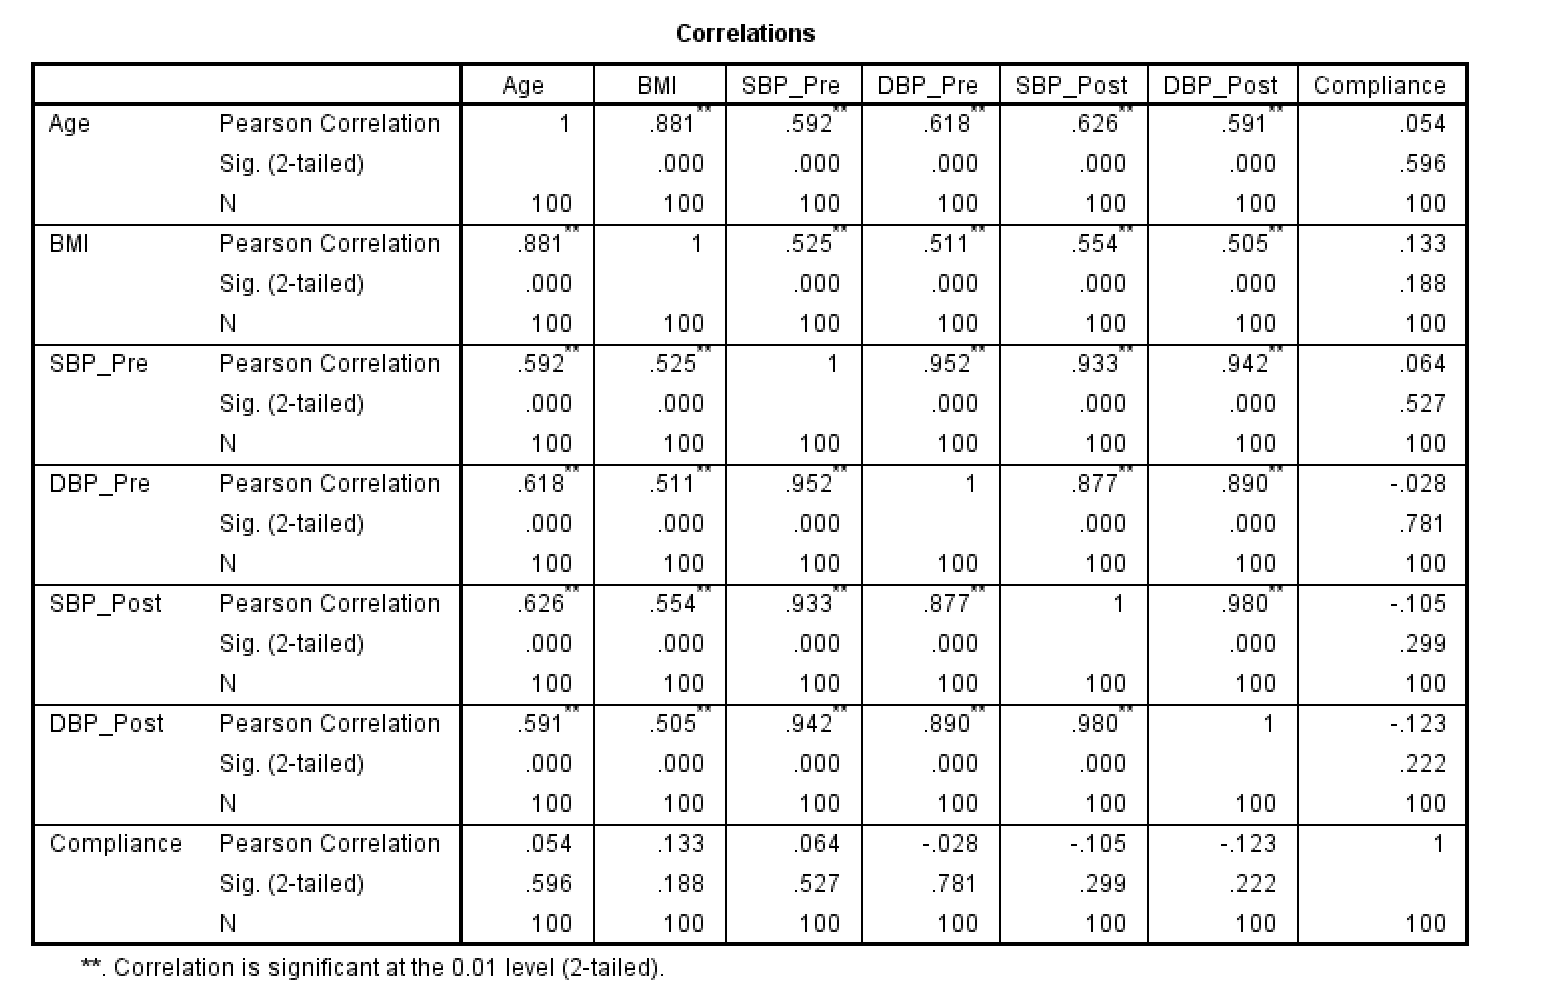 Correlations
Age BMI SBP_Pre DBP_Pre SBP_Post DBP_Post Compliance
Age Pearson Correlation 1 .881** .592** .618** .626** .591** .054
Sig. (2-tailed) .000 .000 .000 .000 .000 .596
N 100 100 100 100 100 100 100
BMI Pearson Correlation .881** 1 .525** .511** .554** .505** .133
Sig. (2-tailed) .000 .000 .000 .000 .000 .188
N 100 100 100 100 100 100 100
SBP_Pre Pearson Correlation .592** .525** 1 .952** .933** .942** .064
Sig. (2-tailed) .000 .000 .000 .000 .000 .527
N 100 100 100 100 100 100 100
DBP_Pre Pearson Correlation .618** .511** .952** 1 .877** .890** -.028
Sig. (2-tailed) .000 .000 .000 .000 .000 .781
N 100 100 100 100 100 100 100
SBP_Post Pearson Correlation .626** .554** .933** .877** 1 .980** -.105
Sig. (2-tailed) .000 .000 .000 .000 .000 .299
N 100 100 100 100 100 100 100
DBP_Post Pearson Correlation .591** .505** .942** .890** .980** 1 -.123
Sig. (2-tailed) .000 .000 .000 .000 .000 .222
N 100 100 100 100 100 100 100
Compliance Pearson Correlation .054 .133 .064 -.028 -.105 -.123 1
Sig. (2-tailed) .596 .188 .527 .781 .299 .222
N 100 100 100 100 100 100 100
**. Correlation is significant at the 0.01 level (2-tailed).